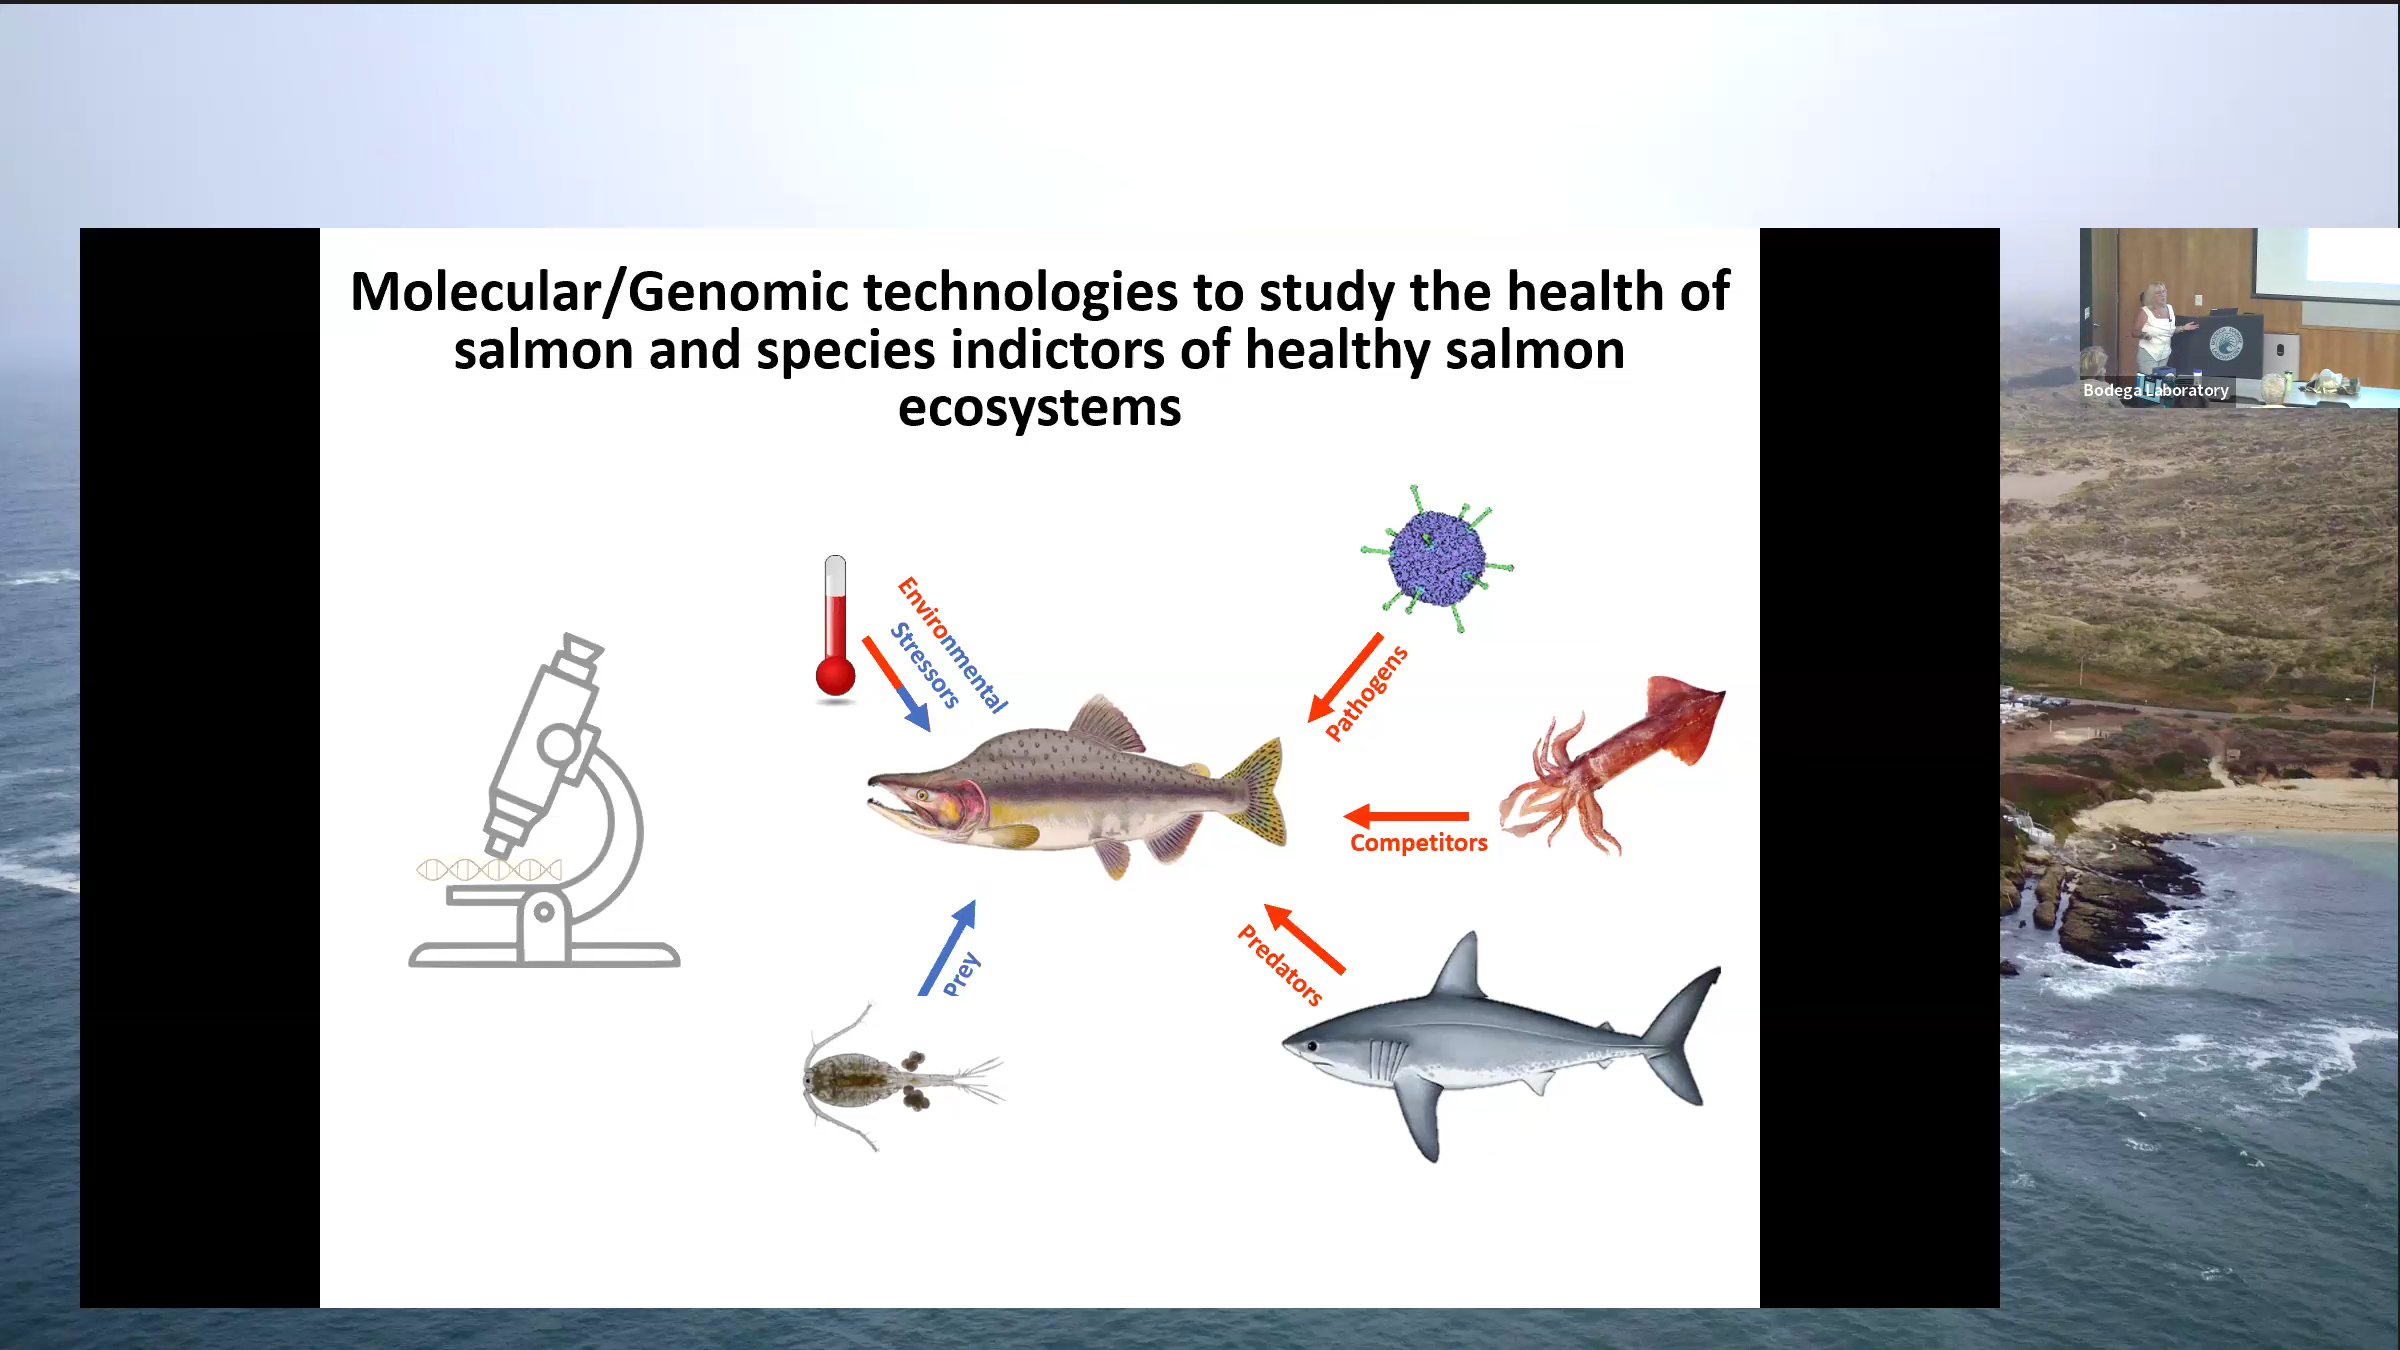 Molecular/Genomic technologies to study the health of
salmon and species indictors of healthy salmon
ecosystems
Environmental
Stressors
Pathogens
Competitors
Predators
Prey
Bodega Laboratory